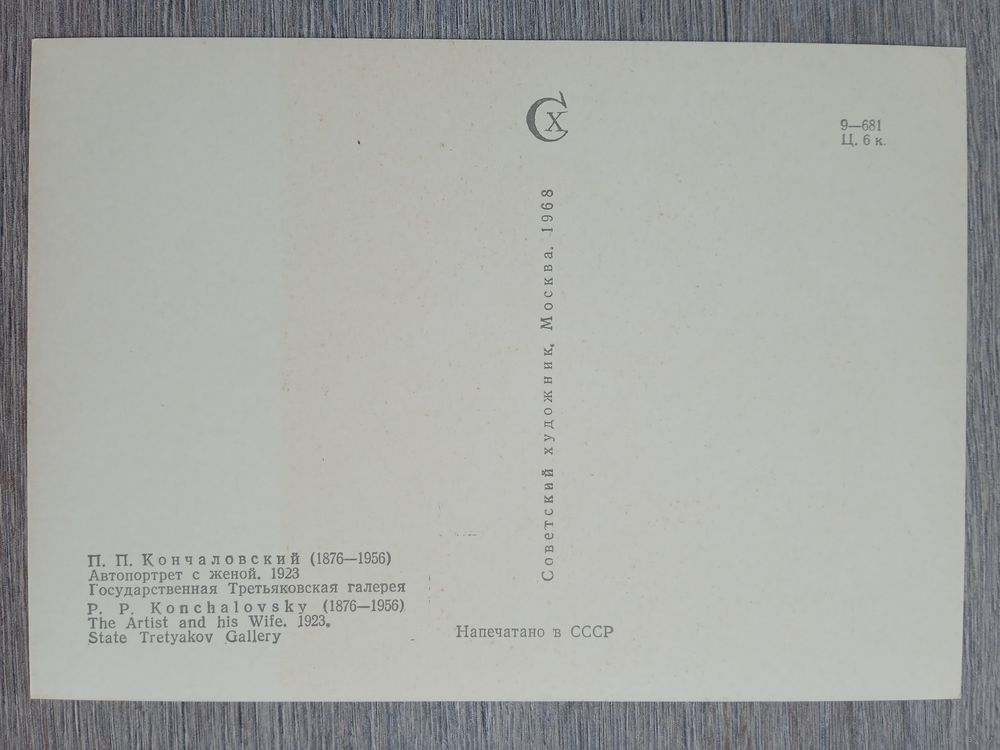 Сх
9—681
Ц. 6 к.
Советский художник. Москва. 1968
П. П. Кончаловский (1876—1956)
Автопортрет с женой. 1923
Государственная Третьяковская галерея
P. P. Konchalovsky (1876—1956)
The Artist and his Wife. 1923.
State Tretyakov Gallery
Напечатано в СССР